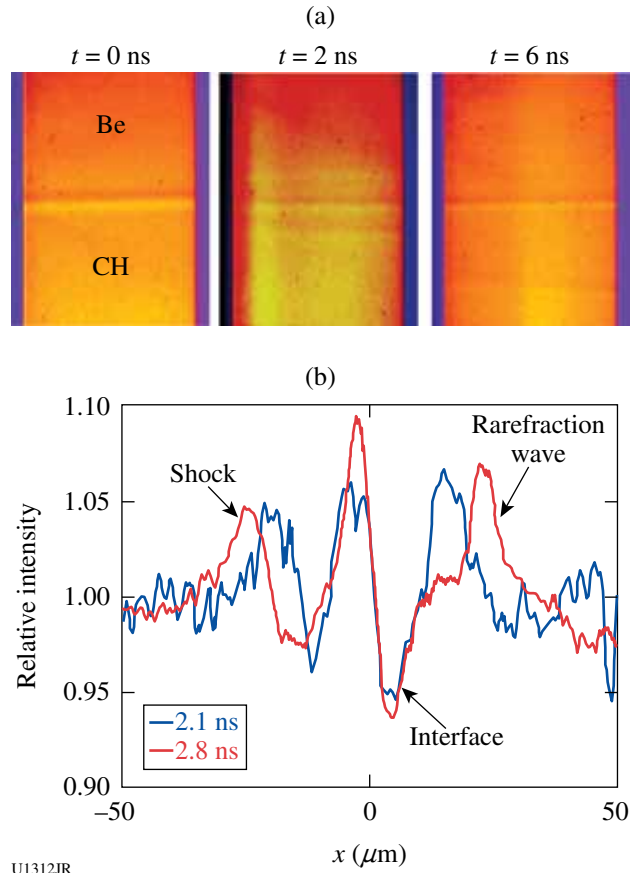 (a)
t = 0 ns t = 2 ns t = 6 ns
Be
CH
(b)
1.10
1.05
1.00
0.95
0.90
Relative intensity
Shock
Rarefraction
wave
Interface
2.1 ns
2.8 ns
–50 0 50
x (μm)
U1312JR